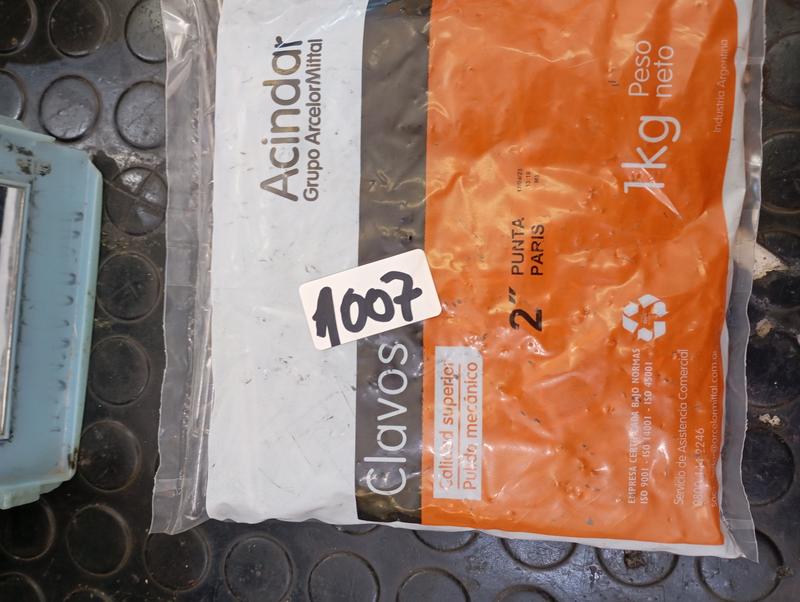 Acindar
Grupo ArcelorMittal
1007
Clavos
Calidad superior
Pulido mecánico
2" PUNTA
PARIS
1kg Peso
neto
EMPRESA CERTIFICADA BAJO NORMAS
ISO 9001 - ISO 14001 - ISO 45001
Servicio de Asistencia Comercial
Industria Argentina